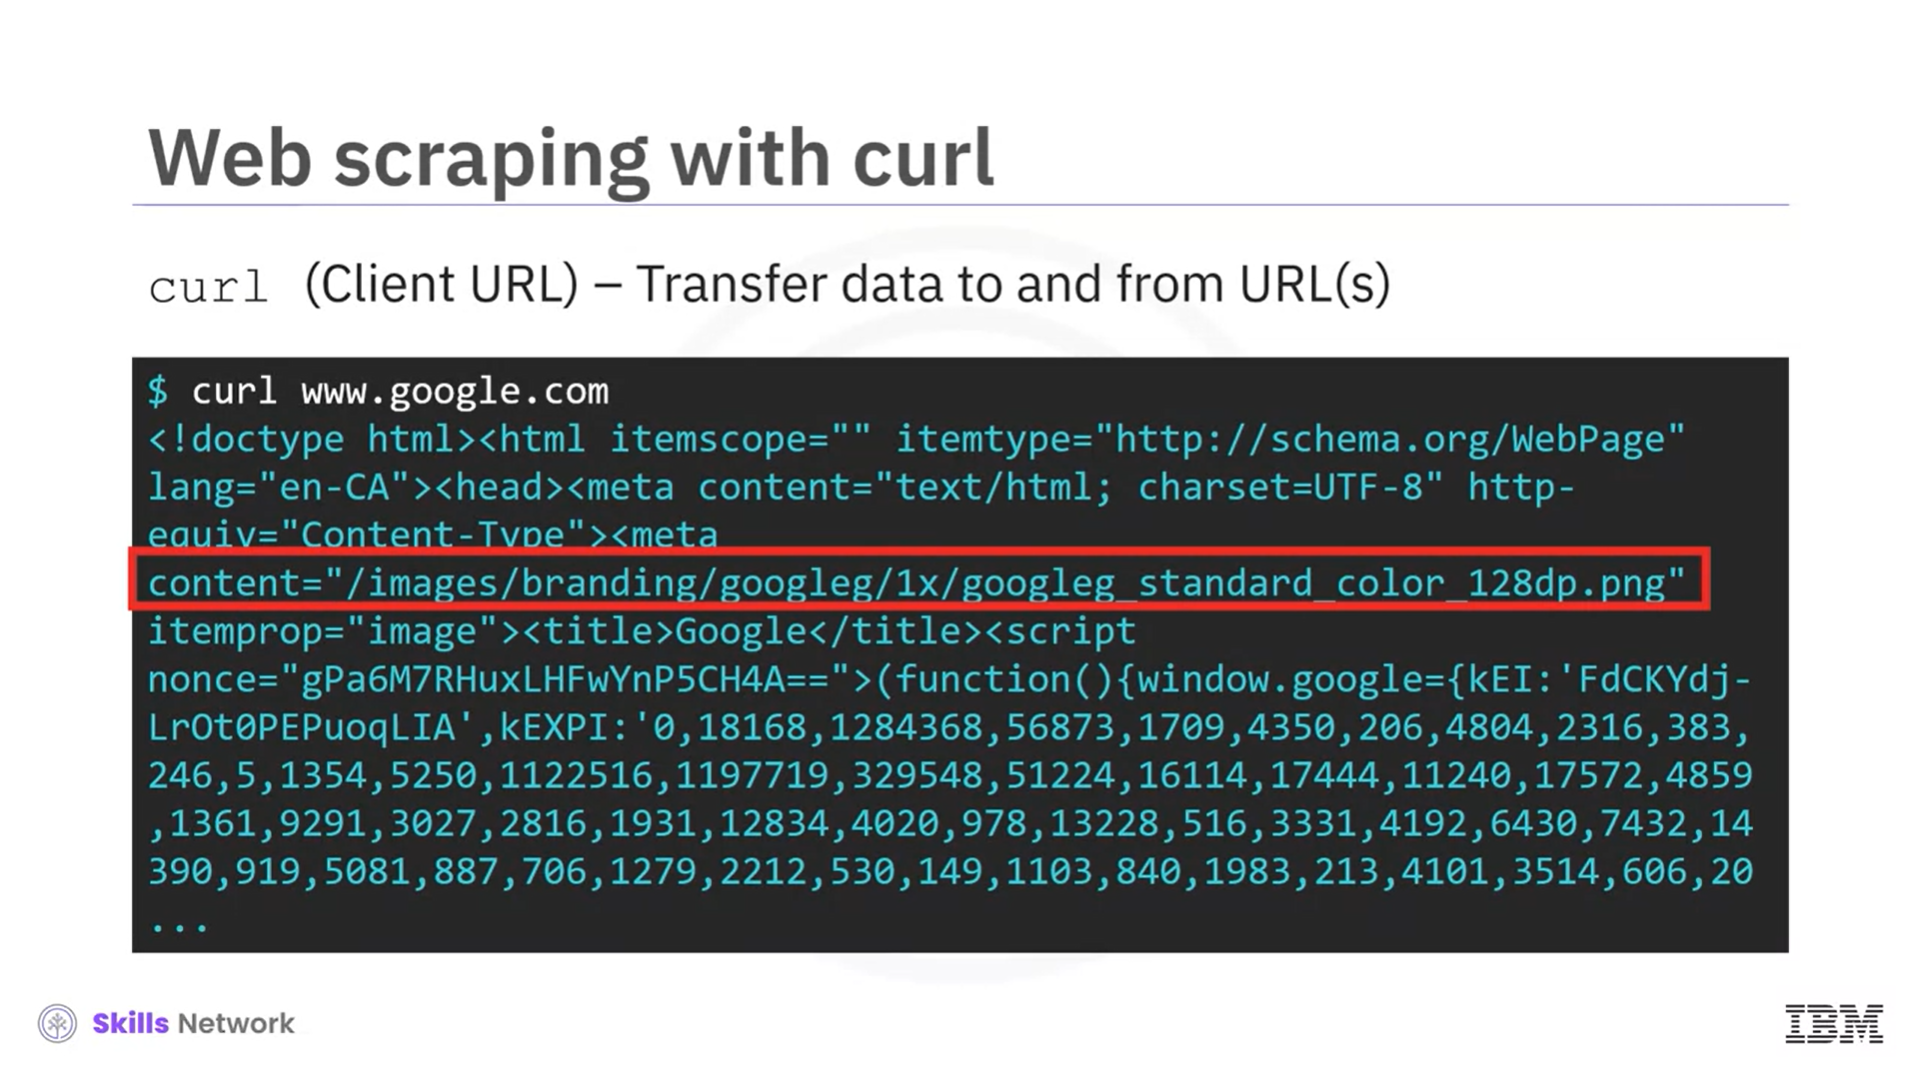 Web scraping with curl
curl (Client URL) – Transfer data to and from URL(s)
$ curl www.google.com
<!doctype html><html itemscope="" itemtype="http://schema.org/WebPage"
lang="en-CA"><head><meta content="text/html; charset=UTF-8" http-
equiv="Content-Type"><meta
content="/images/branding/googleg/1x/googleg_standard_color_128dp.png"
itemprop="image"><title>Google</title><script
nonce="gPa6M7RHuxLHFwYnP5CH4A==">(function(){window.google={kEI:'FdCKYdj-
LrOt0PEPuoqLIA',kEXPI:'0,18168,1284368,56873,1709,4350,206,4804,2316,383,
246,5,1354,5250,1122516,1197719,329548,51224,16114,17444,11240,17572,4859
,1361,9291,3027,2816,1931,12834,4020,978,13228,516,3331,4192,6430,7432,14
390,919,5081,887,706,1279,2212,530,149,1103,840,1983,213,4101,3514,606,20
...
Skills Network
IBM